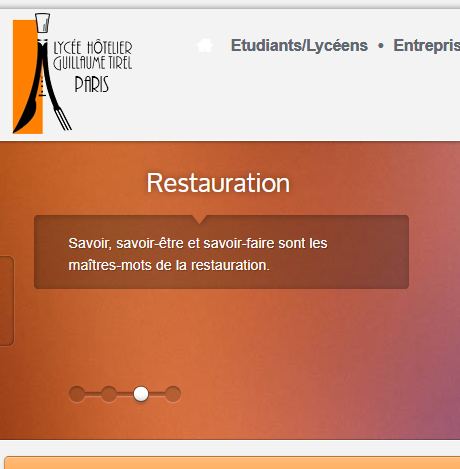 LYCÉE HÔTELIER
GUILLAUME TIREL
PARIS
Etudiants/Lycéens • Entrepris
Restauration
Savoir, savoir-être et savoir-faire sont les
maîtres-mots de la restauration.